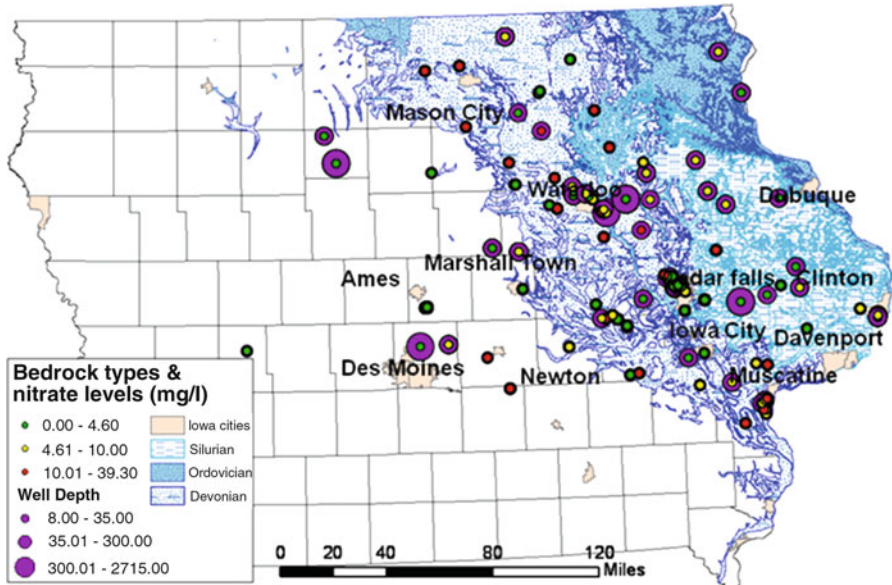 Mason City
Dubuque
Marshall Town
Ames
dar falls
Clinton
Iowa City
Davenport
Des Moines
Newton
Muscatine
Bedrock types &
nitrate levels (mg/l)
0.00 - 4.60
4.61 - 10.00
10.01 - 39.30
Iowa cities
Silurian
Ordovician
Devonian
Well Depth
8.00 - 35.00
35.01 - 300.00
300.01 - 2715.00
0 20 40 80 120
Miles